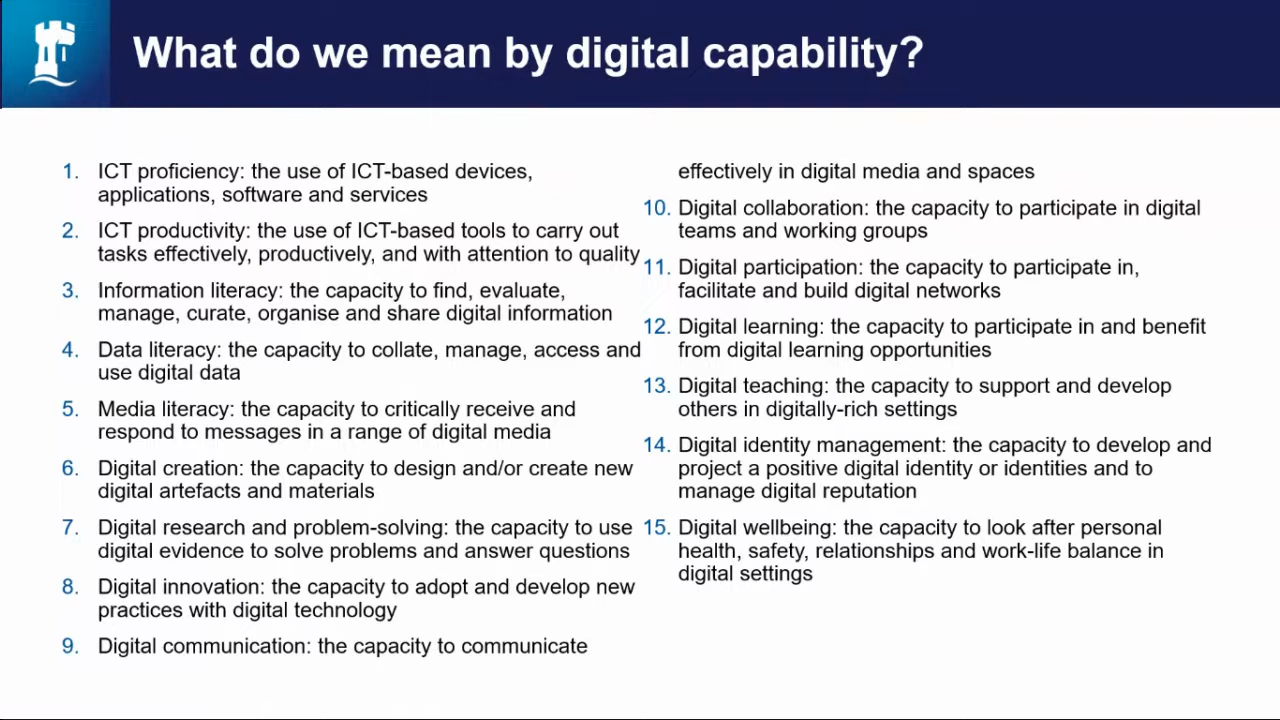 What do we mean by digital capability?
1. ICT proficiency: the use of ICT-based devices,
applications, software and services
2. ICT productivity: the use of ICT-based tools to carry out
tasks effectively, productively, and with attention to quality
3. Information literacy: the capacity to find, evaluate,
manage, curate, organise and share digital information
4. Data literacy: the capacity to collate, manage, access and
use digital data
5. Media literacy: the capacity to critically receive and
respond to messages in a range of digital media
6. Digital creation: the capacity to design and/or create new
digital artefacts and materials
7. Digital research and problem-solving: the capacity to use
digital evidence to solve problems and answer questions
8. Digital innovation: the capacity to adopt and develop new
practices with digital technology
9. Digital communication: the capacity to communicate
effectively in digital media and spaces
10. Digital collaboration: the capacity to participate in digital
teams and working groups
11. Digital participation: the capacity to participate in,
facilitate and build digital networks
12. Digital learning: the capacity to participate in and benefit
from digital learning opportunities
13. Digital teaching: the capacity to support and develop
others in digitally-rich settings
14. Digital identity management: the capacity to develop and
project a positive digital identity or identities and to
manage digital reputation
15. Digital wellbeing: the capacity to look after personal
health, safety, relationships and work-life balance in
digital settings